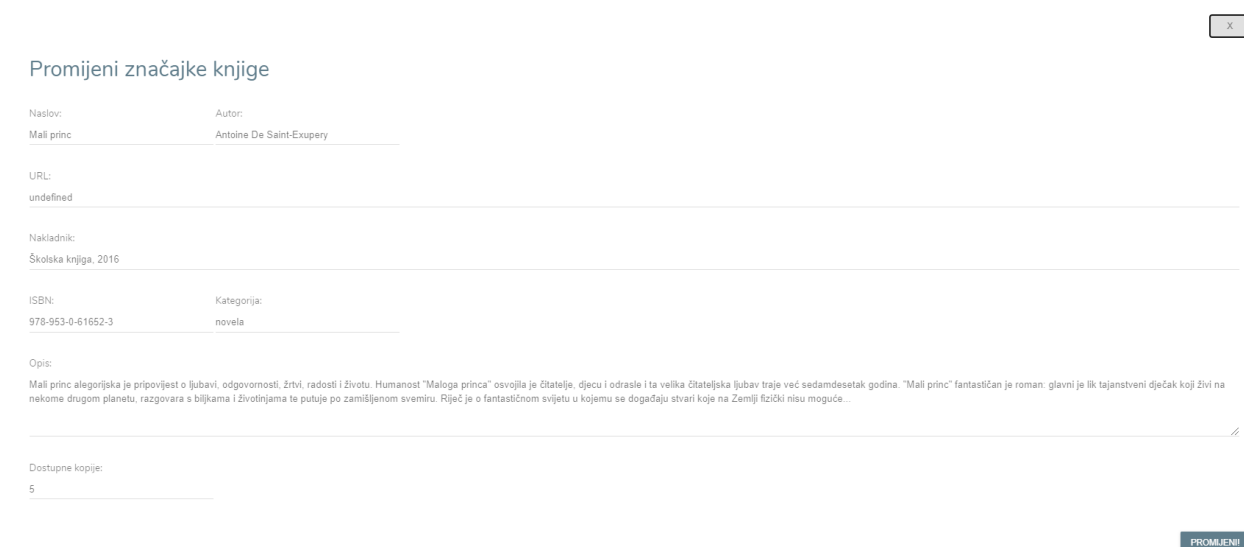 X
Promijeni značajke knjige
Naslov: Autor:
Mali princ Antoine De Saint-Exupery
URL:
undefined
Nakladnik:
Školska knjiga, 2016
ISBN: Kategorija:
978-953-0-61652-3 novela
Opis:
Mali princ alegorijska je pripovijest o ljubavi, odgovornosti, žrtvi, radosti i životu. Humanost "Maloga princa" osvojila je čitatelje, djecu i odrasle i ta velika čitateljska ljubav traje već sedamdesetak godina. "Mali princ" fantastičan je roman: glavni je lik tajanstveni dječak koji živi na
nekome drugom planetu, razgovara s biljkama i životinjama te putuje po zamišljenom svemiru. Riječ je o fantastičnom svijetu u kojemu se događaju stvari koje na Zemlji fizički nisu moguće...
Dostupne kopije:
5
PROMIJENI!